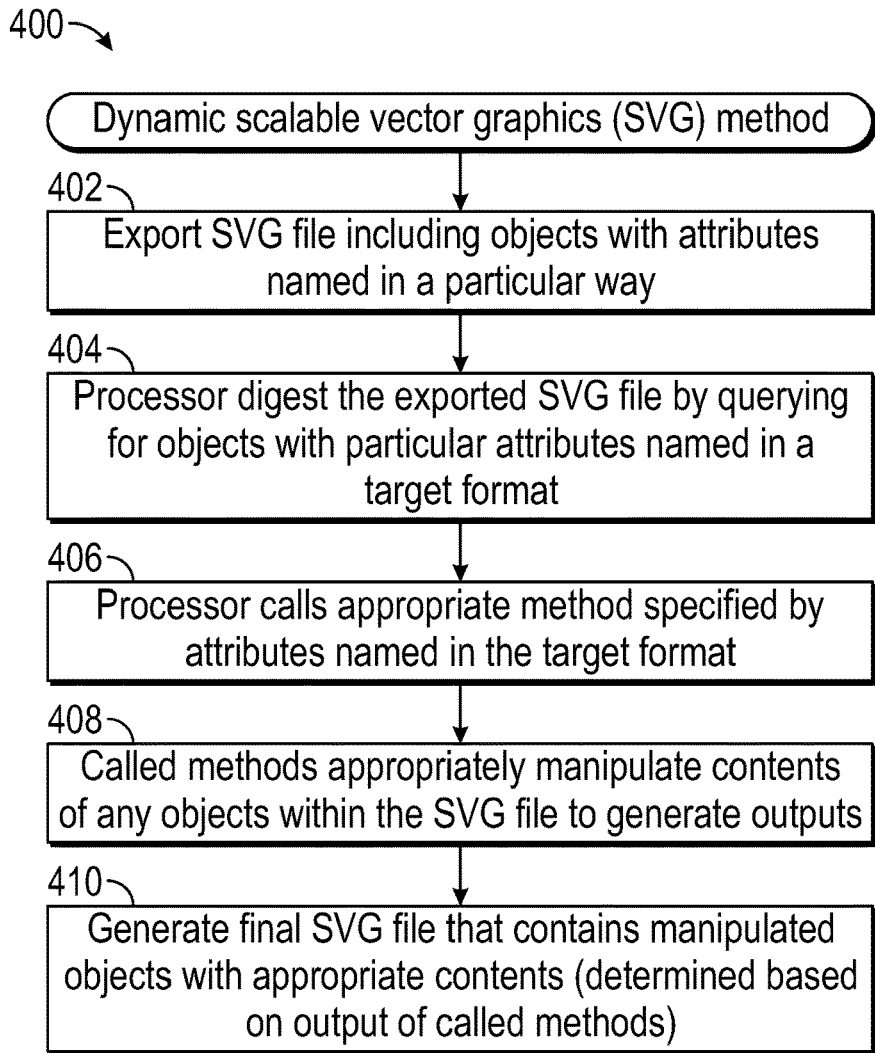 400
Dynamic scalable vector graphics (SVG) method
402
Export SVG file including objects with attributes
named in a particular way
404
Processor digest the exported SVG file by querying
for objects with particular attributes named in a
target format
406
Processor calls appropriate method specified by
attributes named in the target format
408
Called methods appropriately manipulate contents
of any objects within the SVG file to generate outputs
410
Generate final SVG file that contains manipulated
objects with appropriate contents (determined based
on output of called methods)